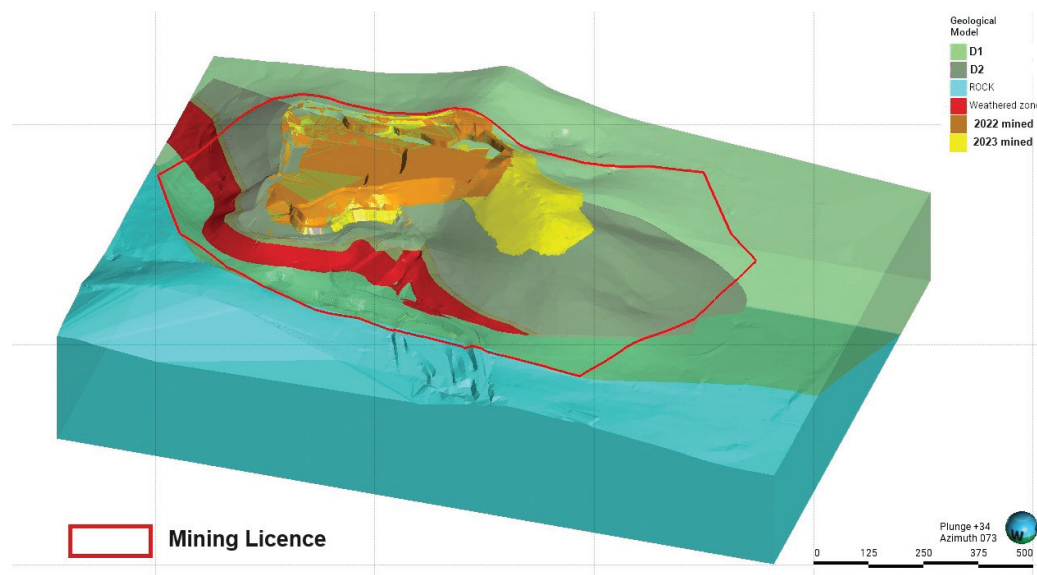 Geological
Model
D1
D2
ROCK
Weathered zone
2022 mined
2023 mined
Mining Licence
Plunge +34
Azimuth 073
W
0 125 250 375 500